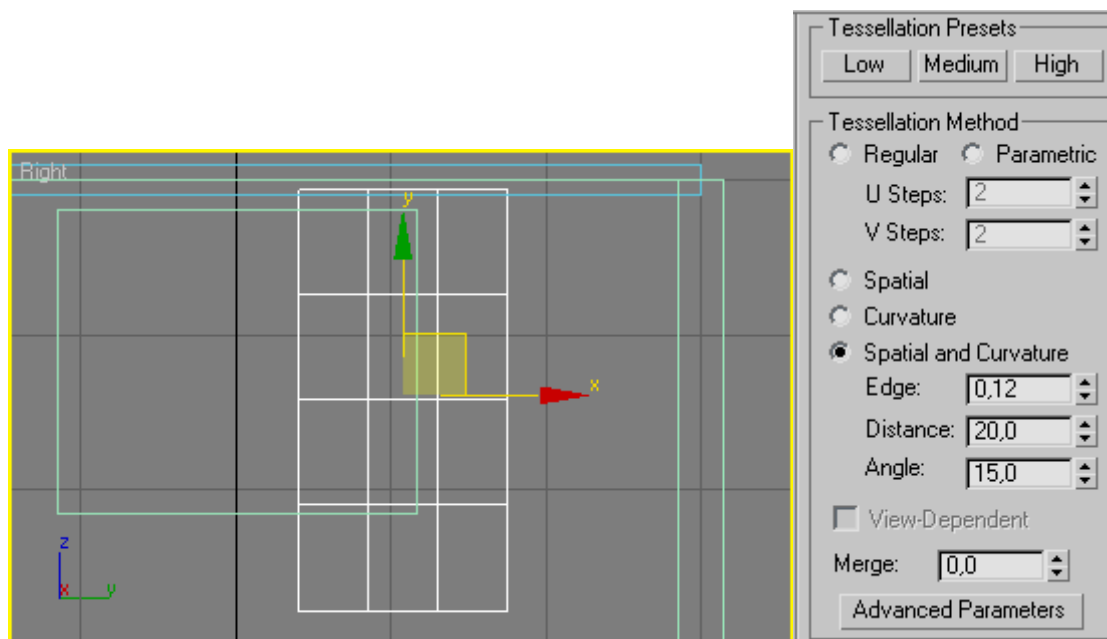 Right
y
x
z
x y
Tessellation Presets
Low Medium High
Tessellation Method
Regular Parametric
U Steps: 2
V Steps: 2
Spatial
Curvature
Spatial and Curvature
Edge: 0,12
Distance: 20,0
Angle: 15,0
View-Dependent
Merge: 0,0
Advanced Parameters